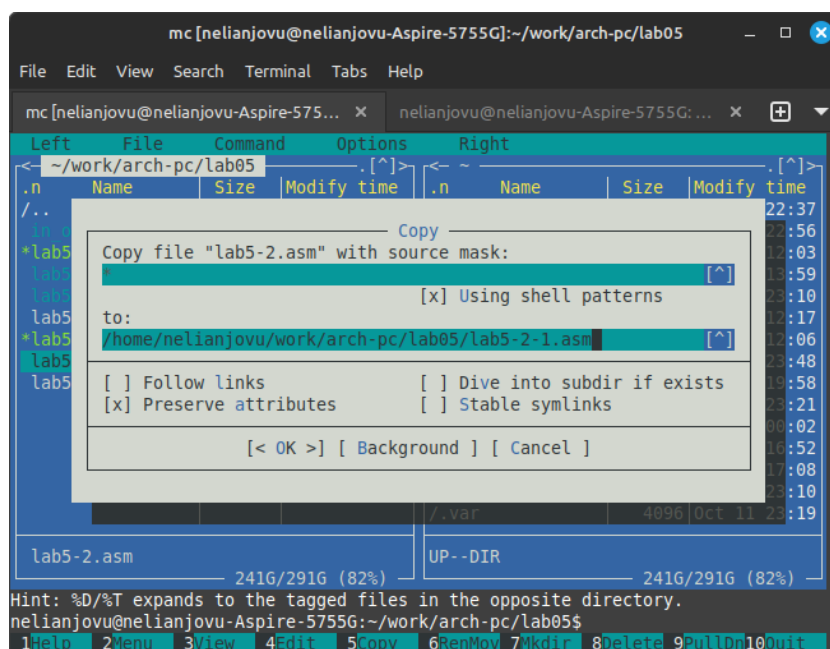 mc [nelianjovu@nelianjovu-Aspire-5755G]:~/work/arch-pc/lab05
File Edit View Search Terminal Tabs Help
mc [nelianjovu@nelianjovu-Aspire-575... × nelianjovu@nelianjovu-Aspire-5755G: ... ×
Left File Command Options Right
<─ ~/work/arch-pc/lab05 ─.[^]> <─ ~ ─.[^]>
.n Name Size Modify time .n Name Size Modify time
/.. 22:37
Copy
in 22:56
Copy file "lab5-2.asm" with source mask:
*lab5 12:03
* [^]
lab5 13:59
[x] Using shell patterns
lab5 23:10
to:
lab5 12:17
/home/nelianjovu/work/arch-pc/lab05/lab5-2-1.asm [^]
*lab5 12:06
lab5 23:48
[ ] Follow links [ ] Dive into subdir if exists
lab5 19:58
[x] Preserve attributes [ ] Stable symlinks
23:21
00:02
[< OK >] [ Background ] [ Cancel ]
16:52
17:08
23:10
/.var 4096 Oct 11 23:19
lab5-2.asm UP--DIR
241G/291G (82%) 241G/291G (82%)
Hint: %D/%T expands to the tagged files in the opposite directory.
nelianjovu@nelianjovu-Aspire-5755G:~/work/arch-pc/lab05$
1Help 2Menu 3View 4Edit 5Copy 6RenMov 7Mkdir 8Delete 9PullDn 10Quit